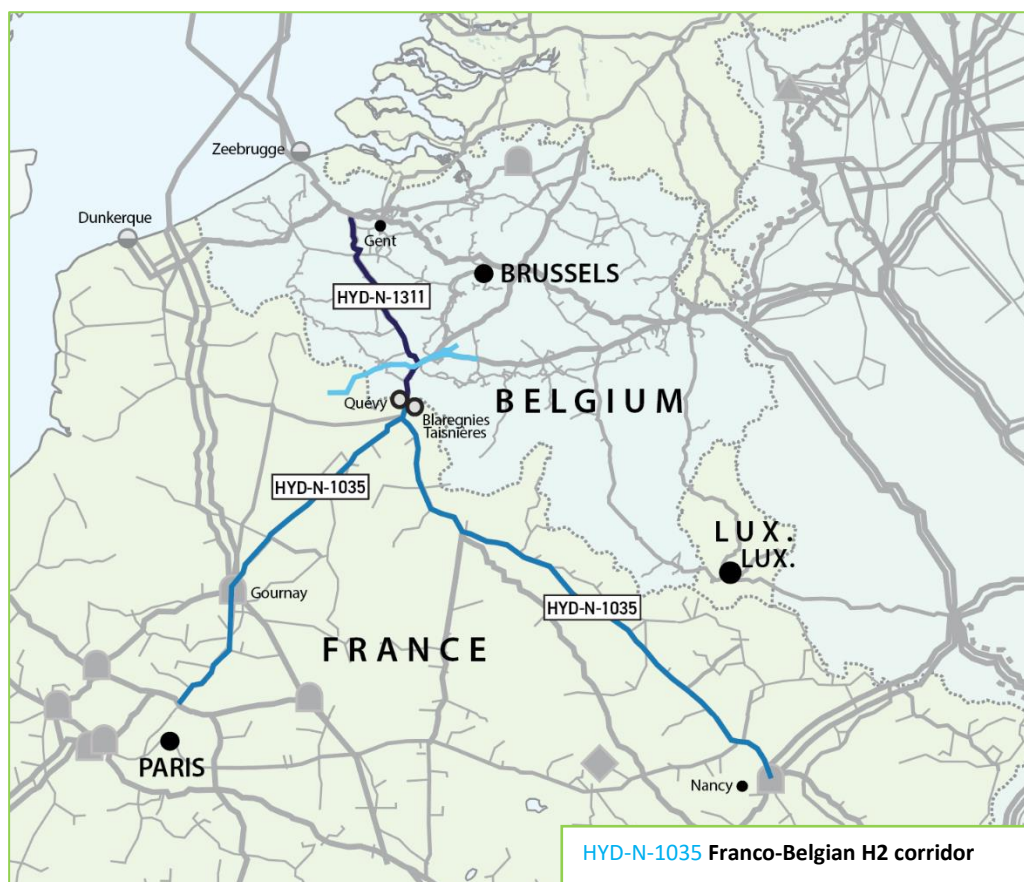 Zeebrugge
Dunkerque
Gent
BRUSSELS
HYD-N-1311
Quévy
BELGIUM
Blaregnies
Taisnières
HYD-N-1035
LUX.
LUX.
Gournay
HYD-N-1035
FRANCE
PARIS
Nancy
HYD-N-1035 Franco-Belgian H2 corridor